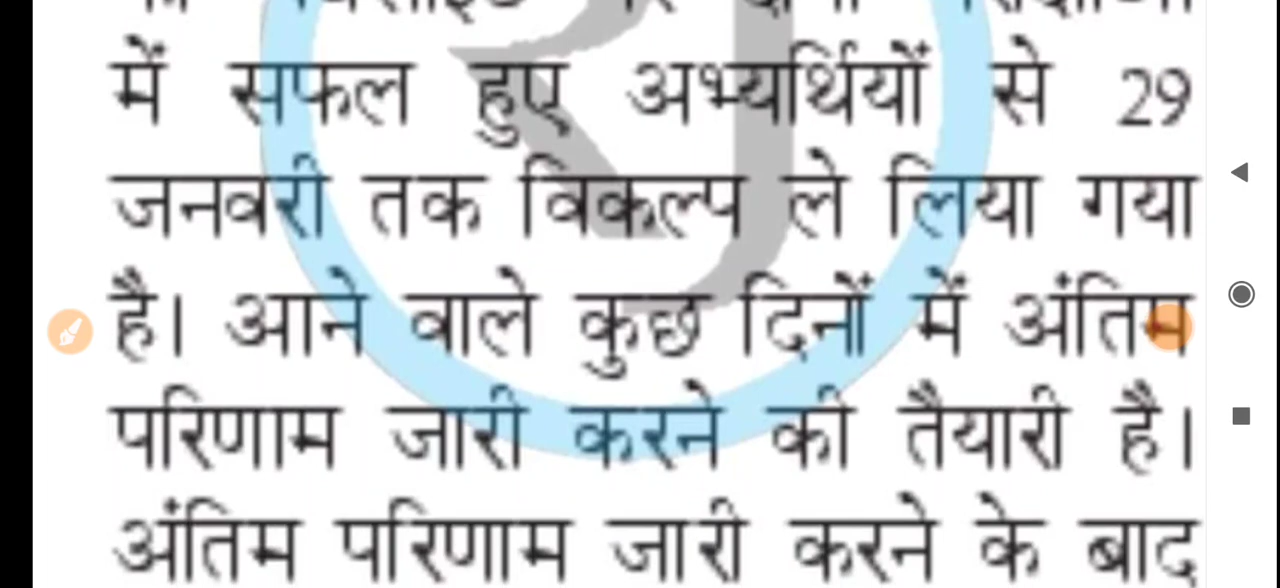 में सफल हुए अभ्यर्थियों से 29
जनवरी तक विकल्प ले लिया गया
है। आने वाले कुछ दिनों में अंतिम
परिणाम जारी करने की तैयारी है।
अंतिम परिणाम जारी करने के बाद